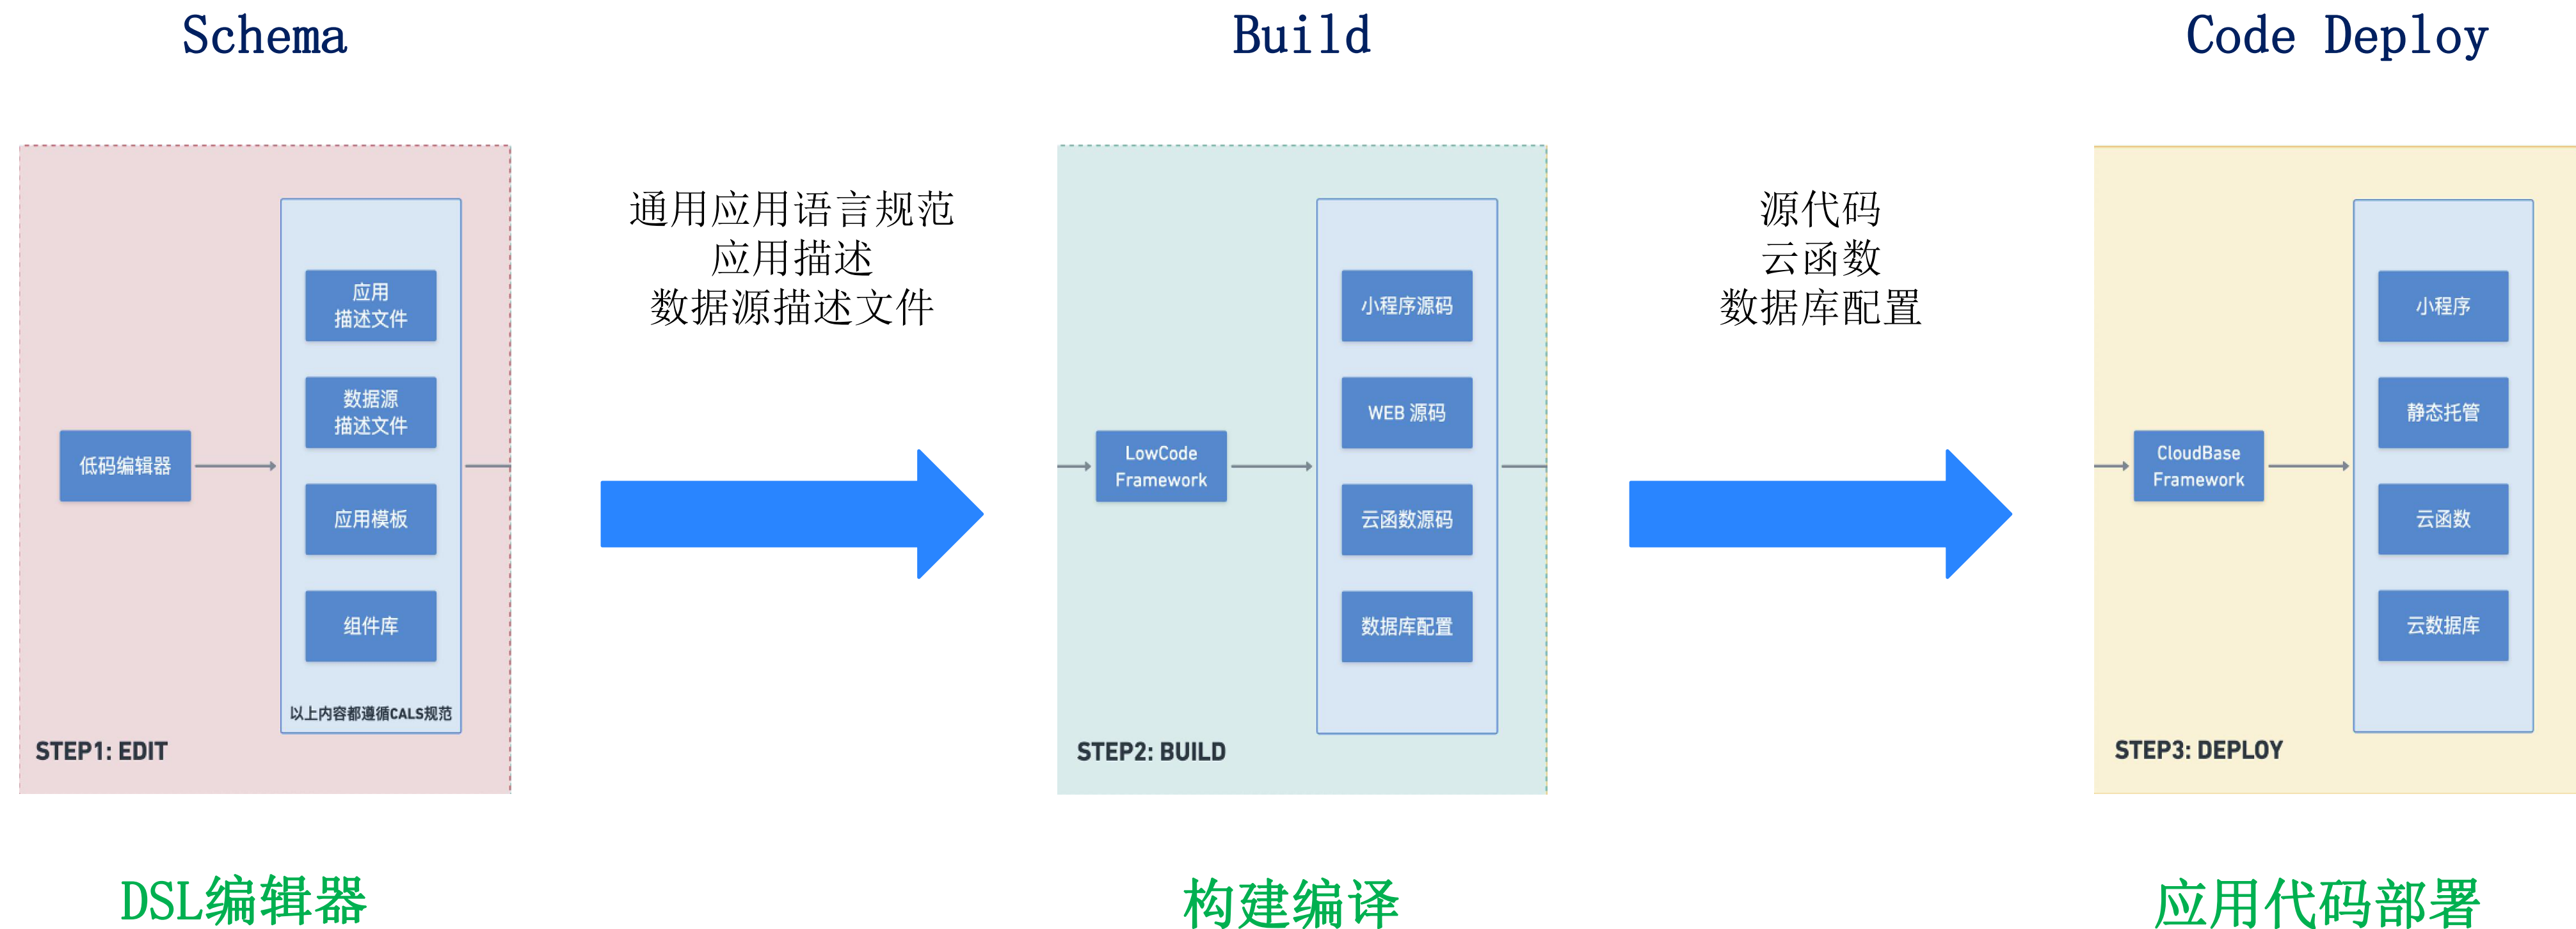 Schema
Build
Code Deploy
低码编辑器
应用
描述文件
数据源
描述文件
应用模板
组件库
以上内容都遵循CALS规范
STEP1: EDIT
通用应用语言规范
应用描述
数据源描述文件
LowCode
Framework
小程序源码
WEB 源码
云函数源码
数据库配置
STEP2: BUILD
源代码
云函数
数据库配置
CloudBase
Framework
小程序
静态托管
云函数
云数据库
STEP3: DEPLOY
DSL编辑器
构建编译
应用代码部署